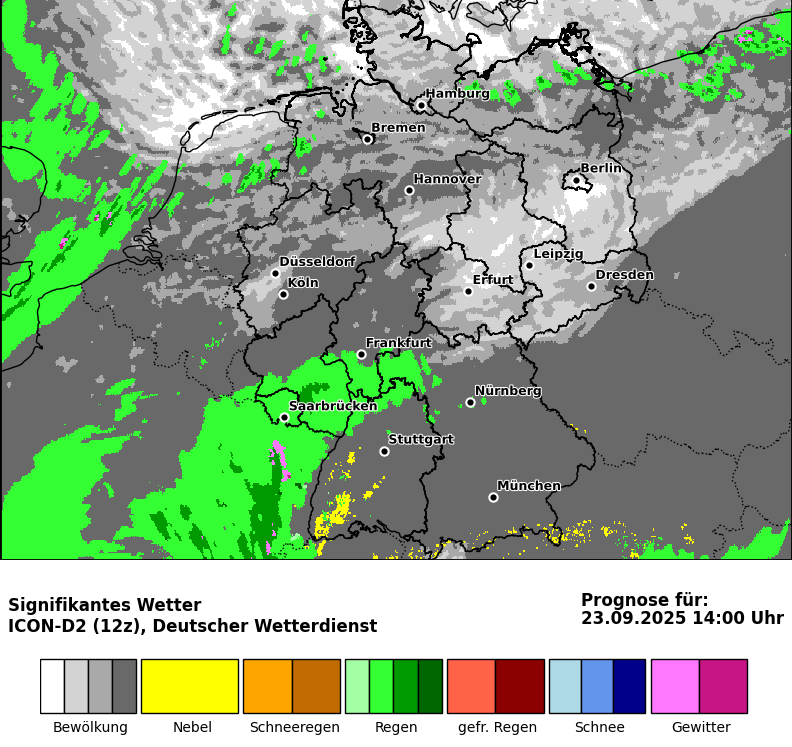 Hamburg
Bremen
Berlin
Hannover
Leipzig
Düsseldorf
Dresden
Köln
Erfurt
Frankfurt
Nürnberg
Saarbrücken
Stuttgart
München
Signifikantes Wetter
ICON-D2 (12z), Deutscher Wetterdienst
Prognose für:
23.09.2025 14:00 Uhr
Bewölkung Nebel Schneeregen Regen gefr. Regen Schnee Gewitter